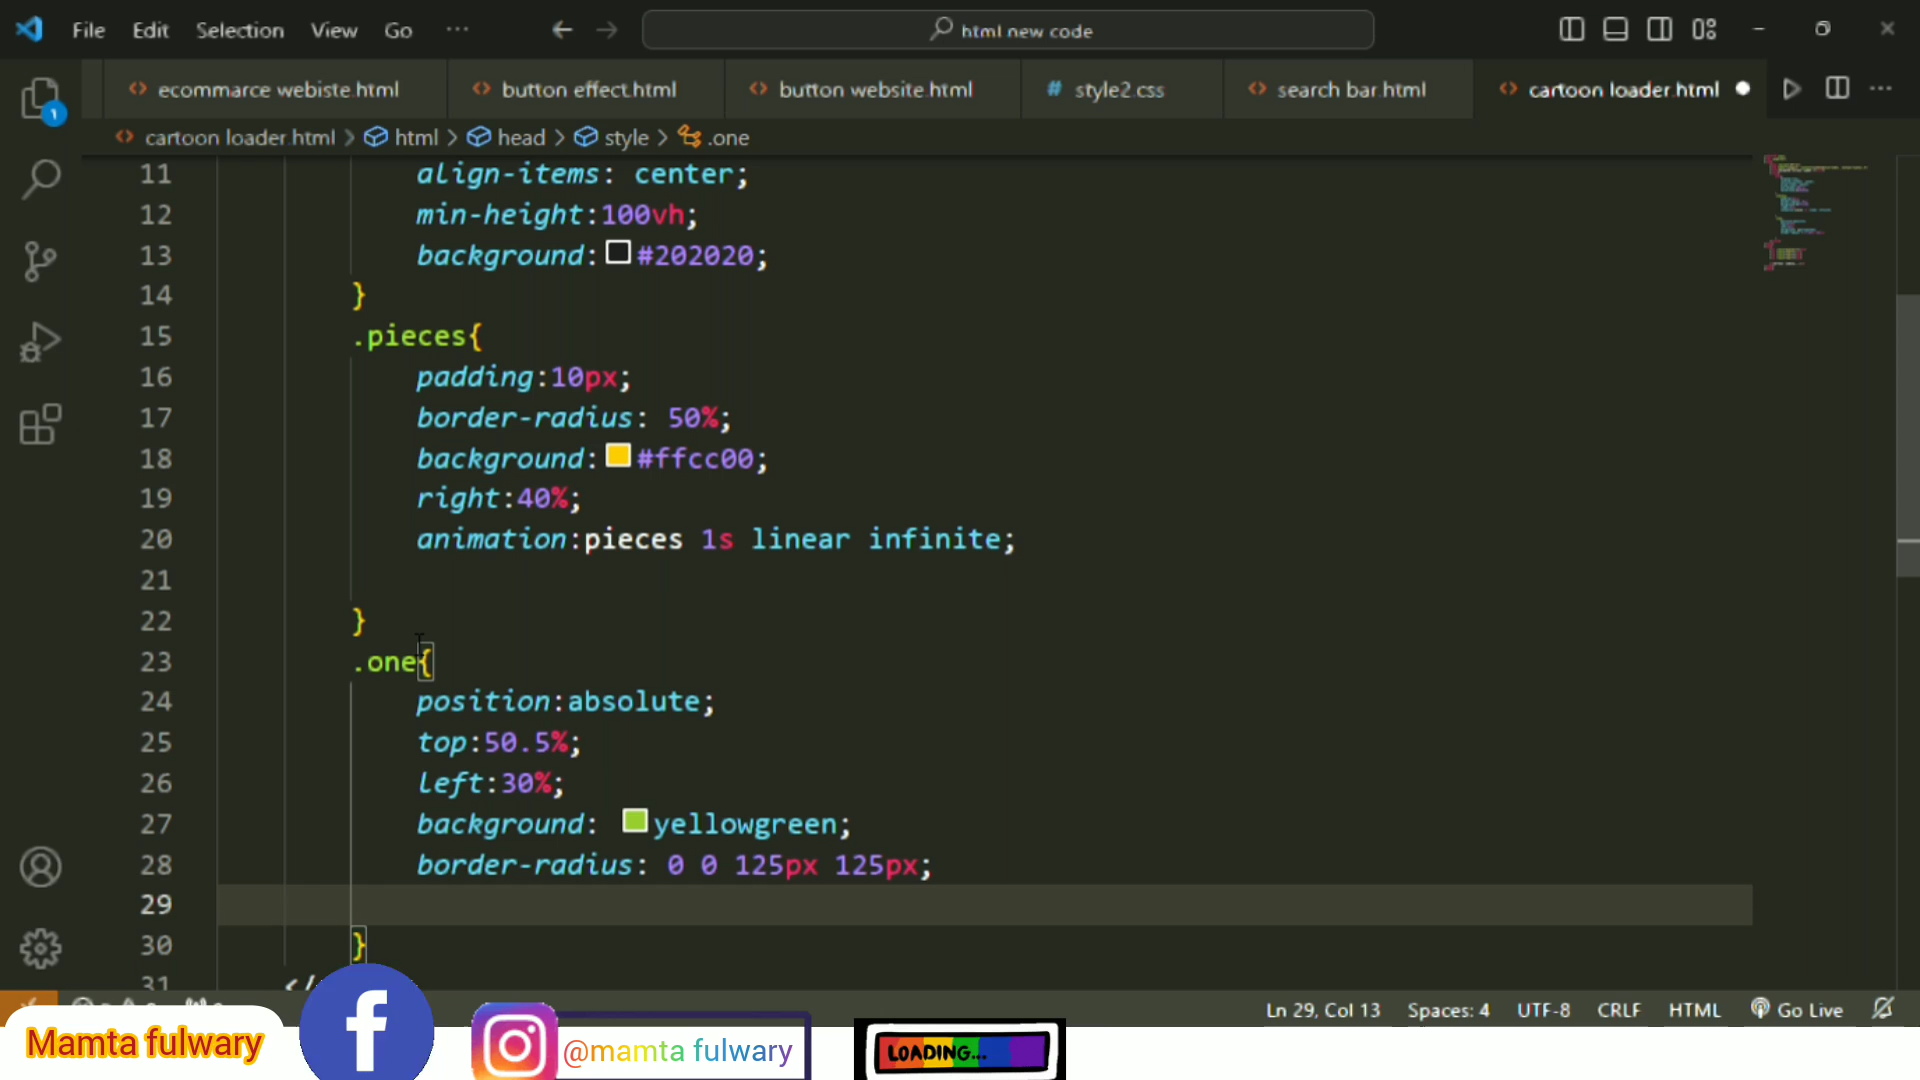 File Edit Selection View Go ··· html new code
ecommarce webiste.html button effect.html button website.html # style2.css search bar.html cartoon loader.html
cartoon loader.html > html > head > style > .one
11 align-items: center;
12 min-height:100vh;
13 background:#202020;
14 }
15 .pieces{
16 padding:10px;
17 border-radius: 50%;
18 background:#ffcc00;
19 right:40%;
20 animation:pieces 1s linear infinite;
21
22 }
23 .one{
24 position:absolute;
25 top:50.5%;
26 left:30%;
27 background: yellowgreen;
28 border-radius: 0 0 125px 125px;
29
30 }
31 </
Ln 29, Col 13 Spaces: 4 UTF-8 CRLF HTML Go Live
Mamta fulwary f @mamta fulwary LOADING...